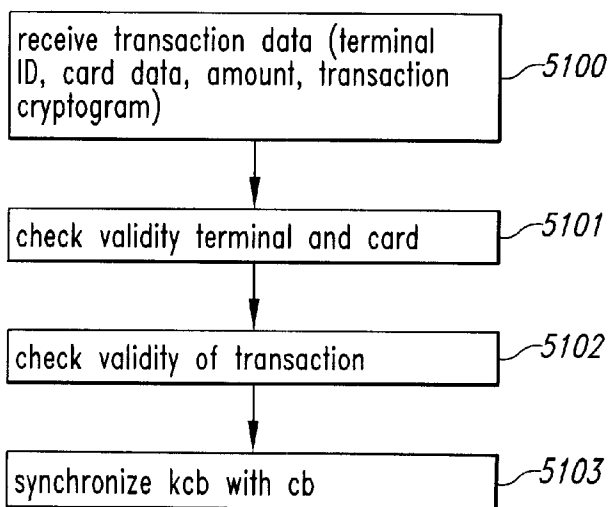 receive transaction data (terminal
ID, card data, amount, transaction
cryptogram)
5100
check validity terminal and card
5101
check validity of transaction
5102
synchronize kcb with cb
5103